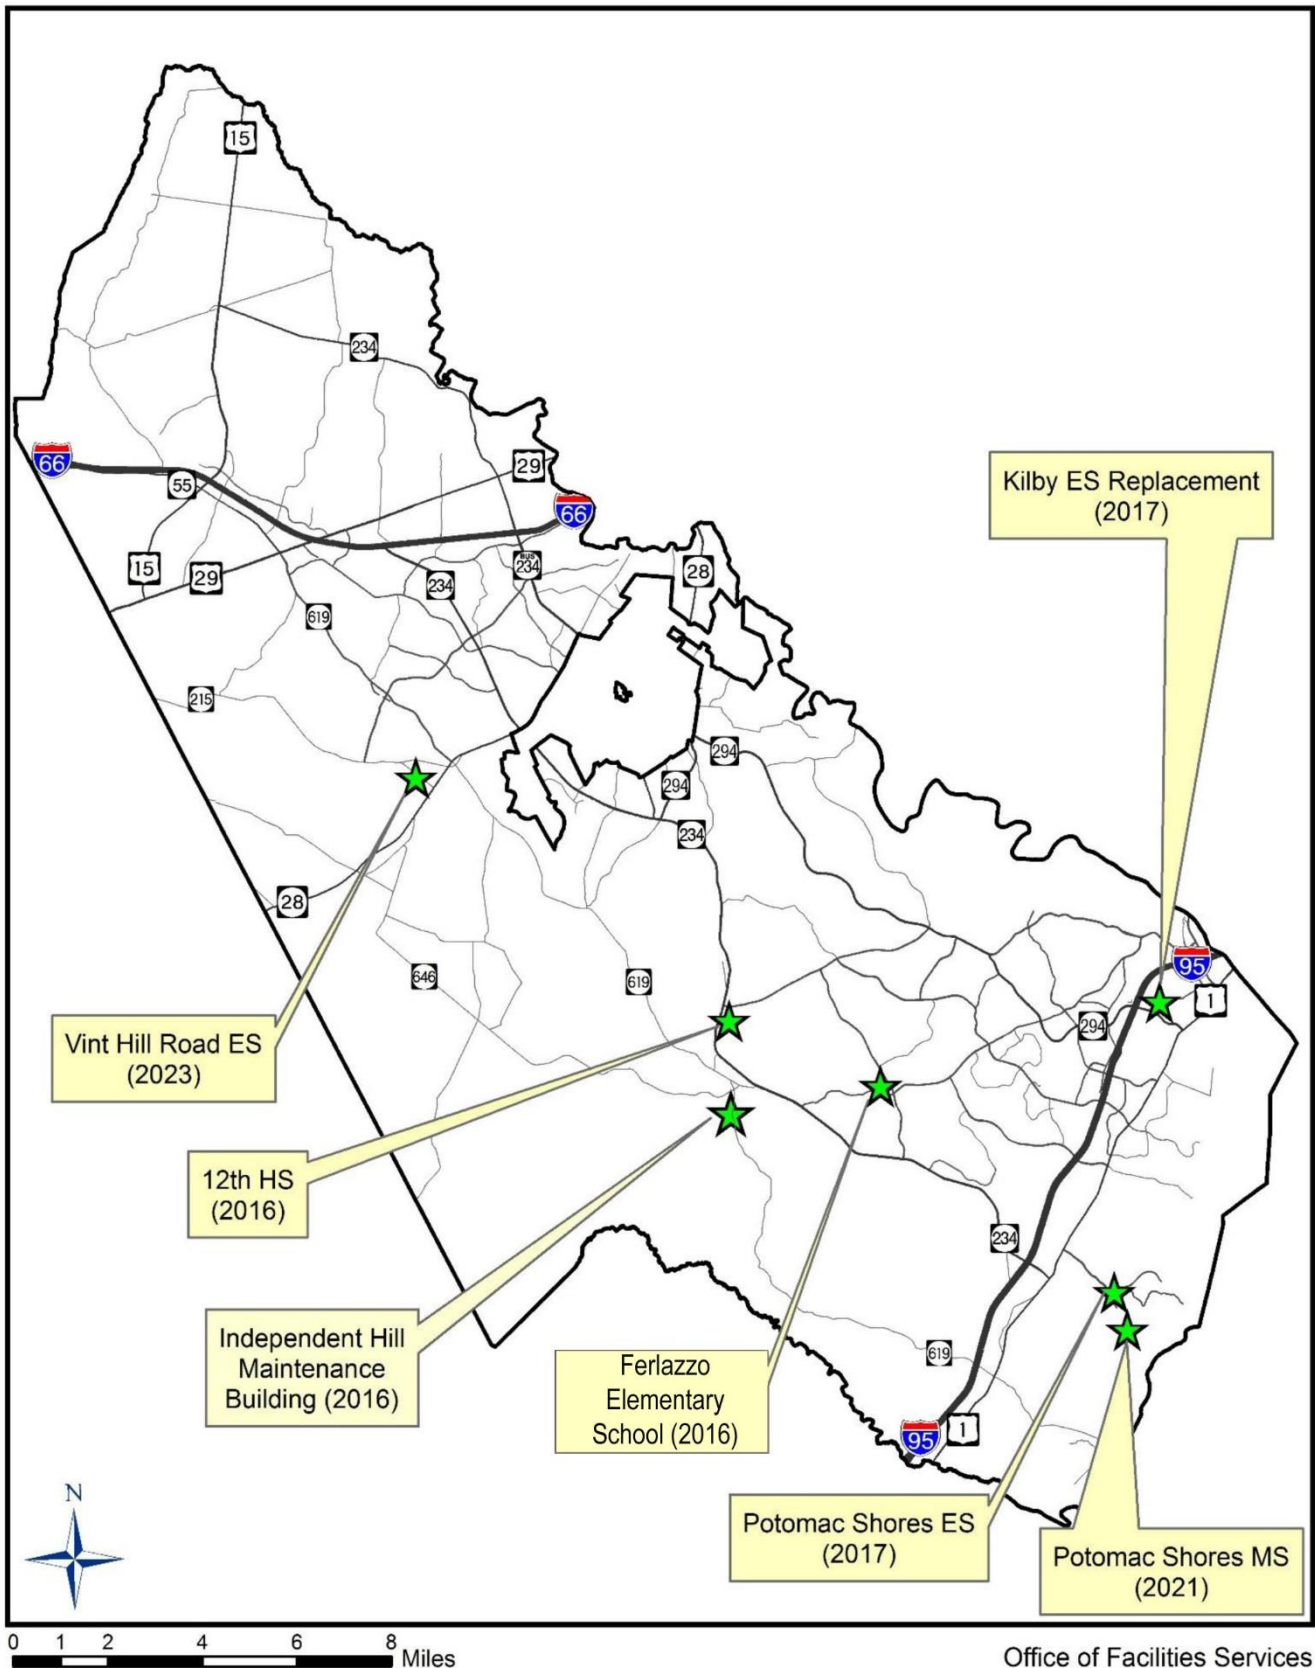 15
234
29
66
55
66
Kilby ES Replacement
(2017)
15
29
234
BUS
234
28
619
215
294
294
234
28
646
619
95
1
294
Vint Hill Road ES
(2023)
12th HS
(2016)
234
Independent Hill
Maintenance
Building (2016)
Ferlazzo
Elementary
School (2016)
619
95
1
Potomac Shores ES
(2017)
Potomac Shores MS
(2021)
N
0 1 2 4 6 8
Miles
Office of Facilities Services